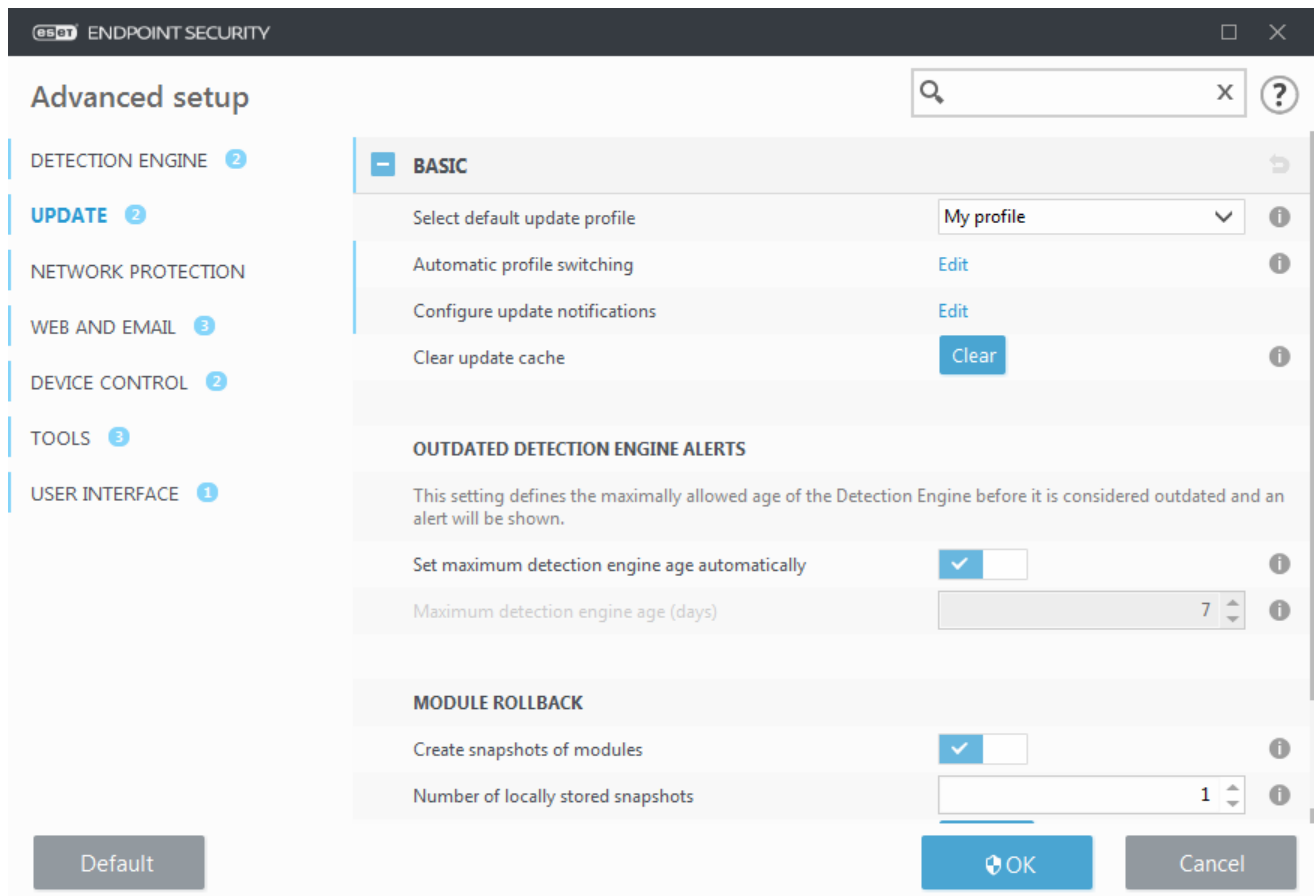 eset ENDPOINT SECURITY
Advanced setup
x
?
DETECTION ENGINE 2
UPDATE 2
NETWORK PROTECTION
WEB AND EMAIL 3
DEVICE CONTROL 2
TOOLS 3
USER INTERFACE 1
BASIC
Select default update profile My profile
Automatic profile switching Edit
Configure update notifications Edit
Clear update cache Clear
OUTDATED DETECTION ENGINE ALERTS
This setting defines the maximally allowed age of the Detection Engine before it is considered outdated and an
alert will be shown.
Set maximum detection engine age automatically
Maximum detection engine age (days) 7
MODULE ROLLBACK
Create snapshots of modules
Number of locally stored snapshots 1
Default
OK
Cancel